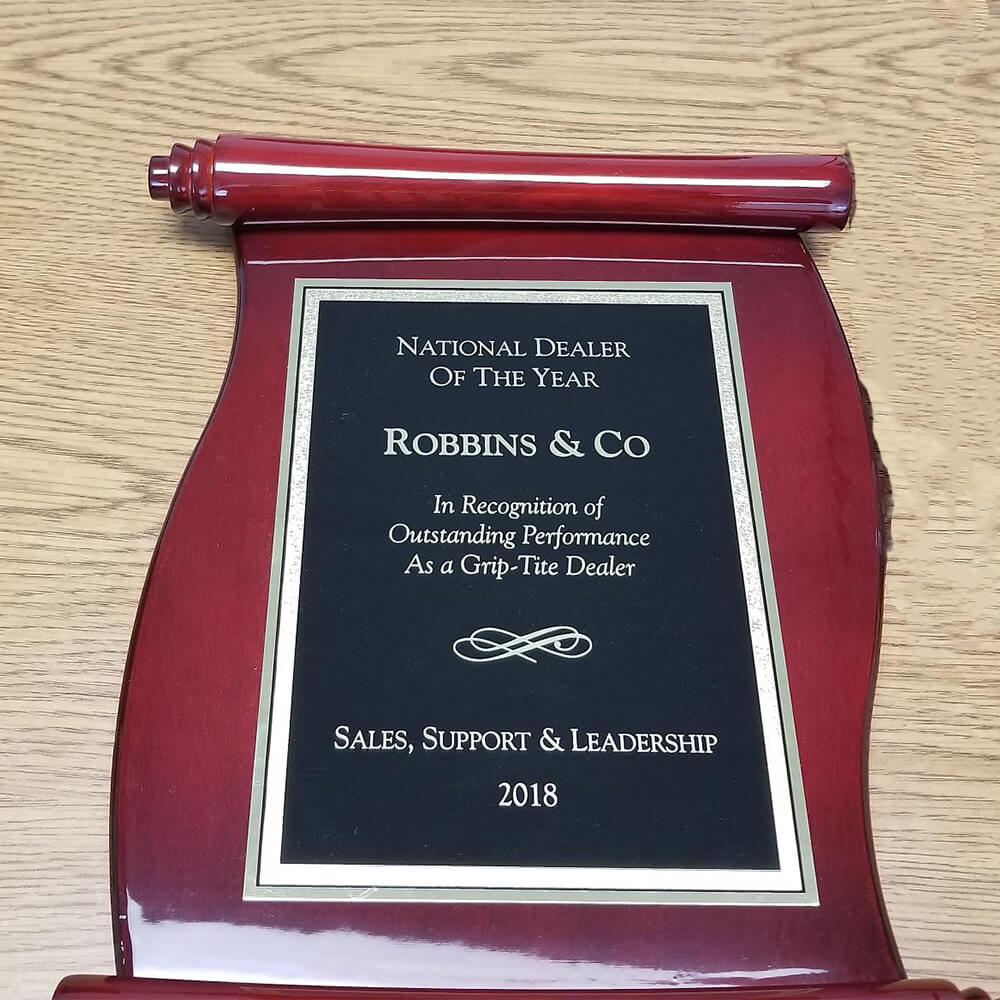 National Dealer
Of The Year
Robbins & Co
In Recognition of
Outstanding Performance
As a Grip-Tite Dealer
Sales, Support & Leadership
2018